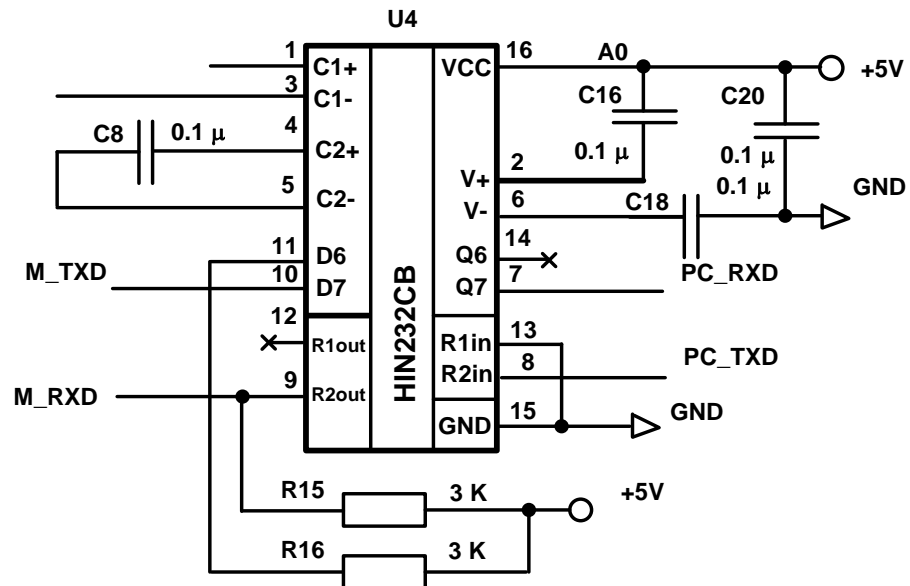 U4
1
16
A0
C1+
VCC
+5V
3
C1-
C16
C20
C8
0.1 µ
4
0.1 µ
0.1 µ
C2+
2
0.1 µ
GND
5
V+
C2-
V-
6
C18
11
14
M_TXD
D6
Q6
10
D7
Q7
7
PC_RXD
12
HIN232CB
R1out
R1in
13
PC_TXD
M_RXD
9
R2out
R2in
8
GND
15
GND
R15
3 K
+5V
R16
3 K